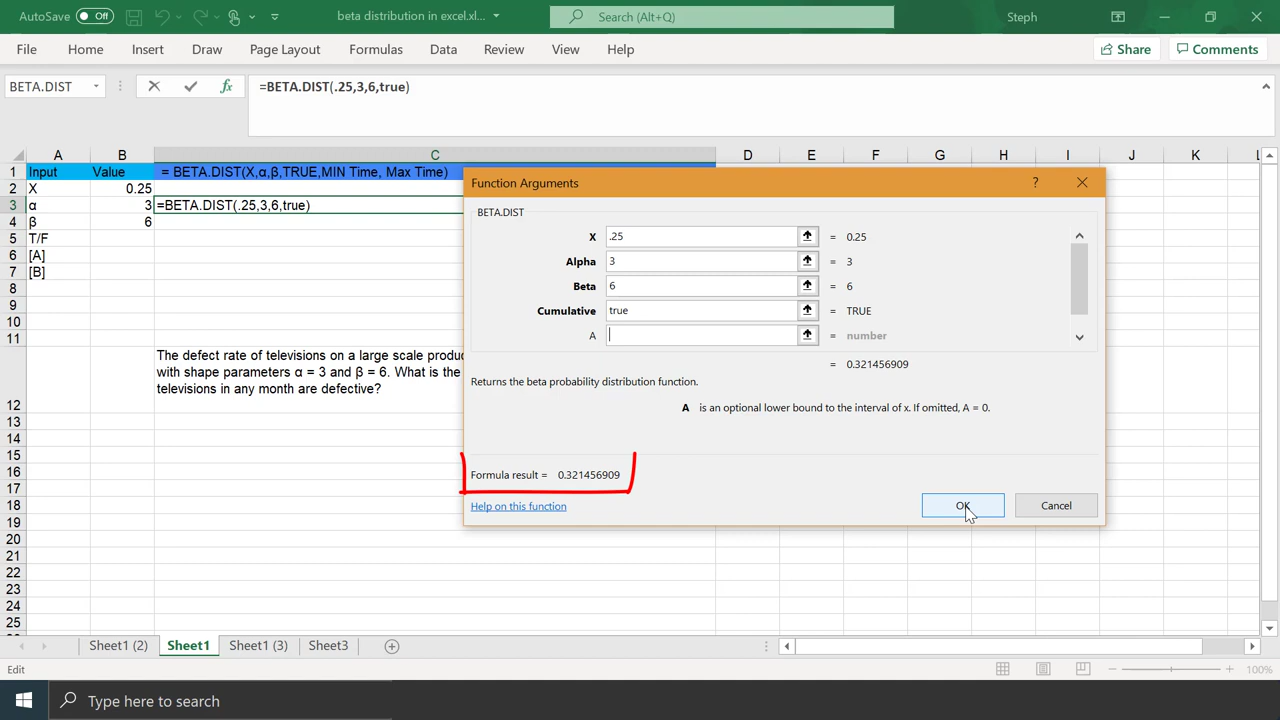 AutoSave Off beta distribution in excel.xl... Search (Alt+Q) Steph
File Home Insert Draw Page Layout Formulas Data Review View Help Share Comments
BETA.DIST fx =BETA.DIST(.25,3,6,true)
A B C D E F G H I J K L
1 Input Value = BETA.DIST(X,α,β,TRUE,MIN Time, Max Time)
2 X 0.25
3 α 3 =BETA.DIST(.25,3,6,true)
4 β 6
5 T/F
6 [A]
7 [B]
8
9
10
11
The defect rate of televisions on a large scale produc
with shape parameters α = 3 and β = 6. What is the
televisions in any month are defective?
12
13
14
15
16
17
18
19
20
21
22
23
24
25
Function Arguments ?
BETA.DIST
X .25 = 0.25
Alpha 3 = 3
Beta 6 = 6
Cumulative true = TRUE
A = number
= 0.321456909
Returns the beta probability distribution function.
A is an optional lower bound to the interval of x. If omitted, A = 0.
Formula result = 0.321456909
Help on this function OK Cancel
Sheet1 (2) Sheet1 Sheet1 (3) Sheet3
Edit 100%
Type here to search